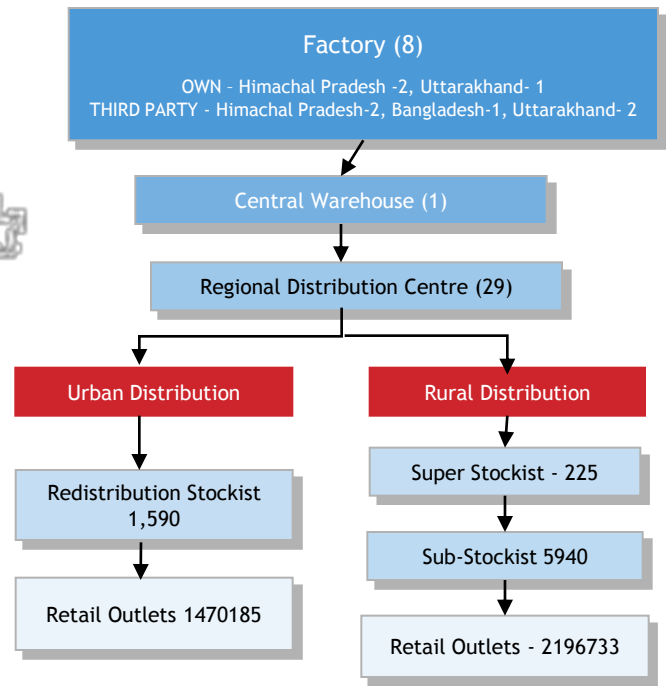 Factory (8)
OWN – Himachal Pradesh -2, Uttarakhand- 1
THIRD PARTY - Himachal Pradesh-2, Bangladesh-1, Uttarakhand- 2
Central Warehouse (1)
Regional Distribution Centre (29)
Urban Distribution
Redistribution Stockist
1,590
Retail Outlets 1470185
Rural Distribution
Super Stockist - 225
Sub-Stockist 5940
Retail Outlets - 2196733